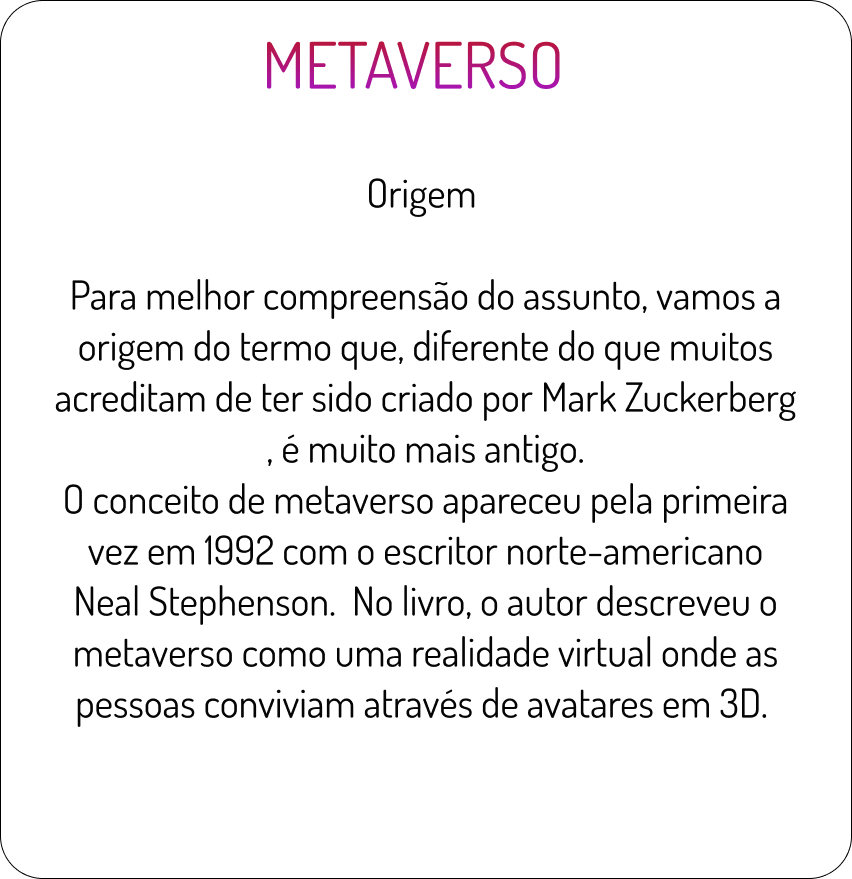 METAVERSO
Origem
Para melhor compreensão do assunto, vamos a
origem do termo que, diferente do que muitos
acreditam de ter sido criado por Mark Zuckerberg
, é muito mais antigo.
O conceito de metaverso apareceu pela primeira
vez em 1992 com o escritor norte-americano
Neal Stephenson.  No livro, o autor descreveu o
metaverso como uma realidade virtual onde as
pessoas conviviam através de avatares em 3D.